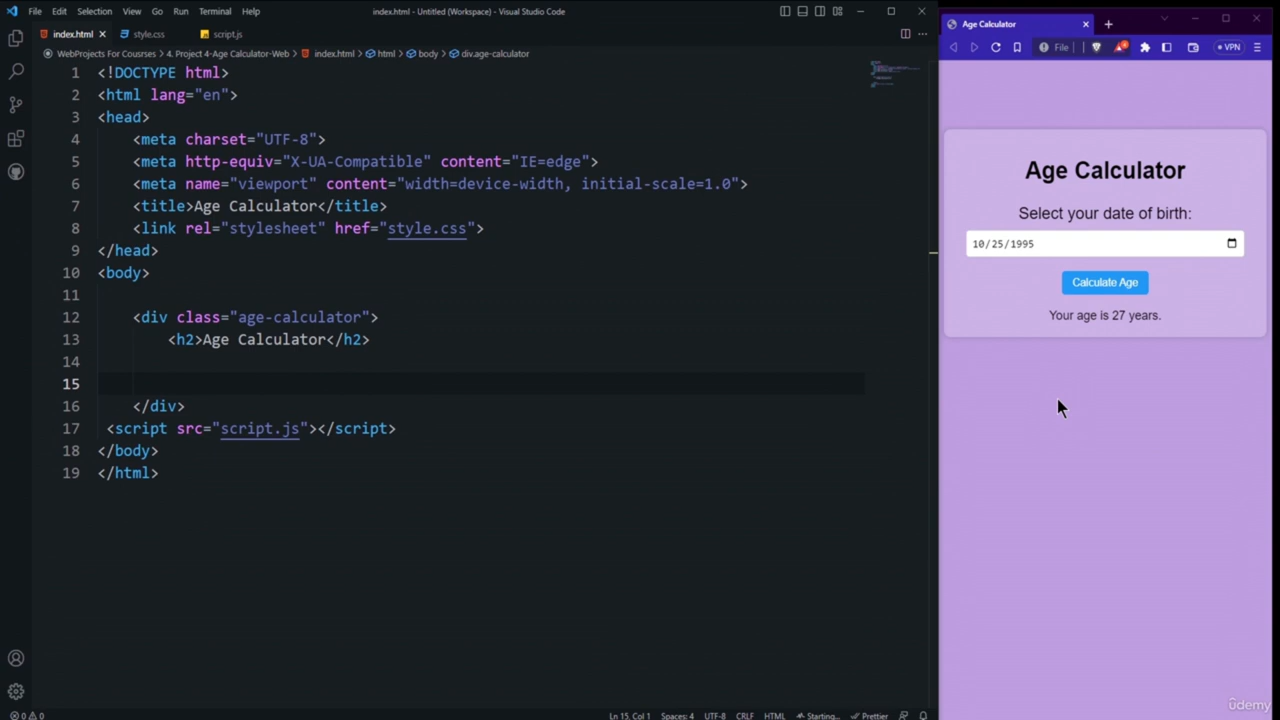 File Edit Selection View Go Run Terminal Help
index.html - Untitled (Workspace) - Visual Studio Code
index.html
style.css
script.js
WebProjects For Coursses > 4. Project 4-Age Calculator-Web > index.html > html > body > div.age-calculator
1 <!DOCTYPE html>
2 <html lang="en">
3 <head>
4 <meta charset="UTF-8">
5 <meta http-equiv="X-UA-Compatible" content="IE=edge">
6 <meta name="viewport" content="width=device-width, initial-scale=1.0">
7 <title>Age Calculator</title>
8 <link rel="stylesheet" href="style.css">
9 </head>
10 <body>
11
12 <div class="age-calculator">
13 <h2>Age Calculator</h2>
14
15
16 </div>
17 <script src="script.js"></script>
18 </body>
19 </html>
0 0
Ln 15, Col 1 Spaces: 4 UTF-8 CRLF HTML Starting... Prettier
Age Calculator
File
VPN
Age Calculator
Select your date of birth:
10/25/1995
Calculate Age
Your age is 27 years.
ûdemy